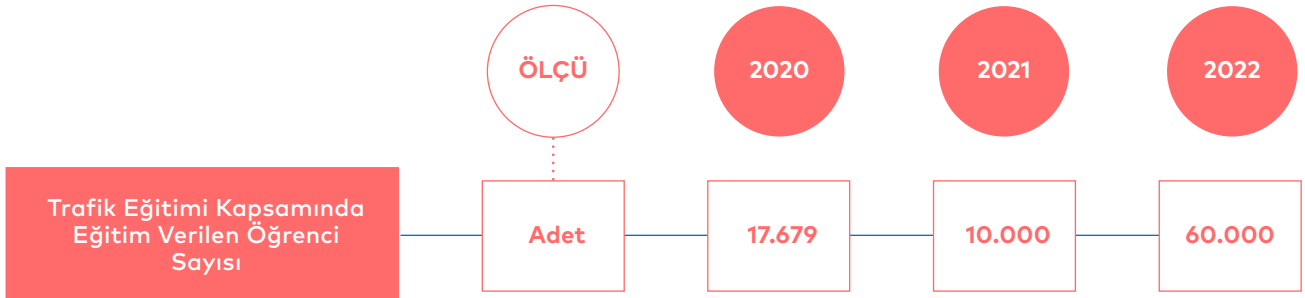 ÖLÇÜ 2020 2021 2022
Trafik Eğitimi Kapsamında
Eğitim Verilen Öğrenci
Sayısı
Adet 17.679 10.000 60.000